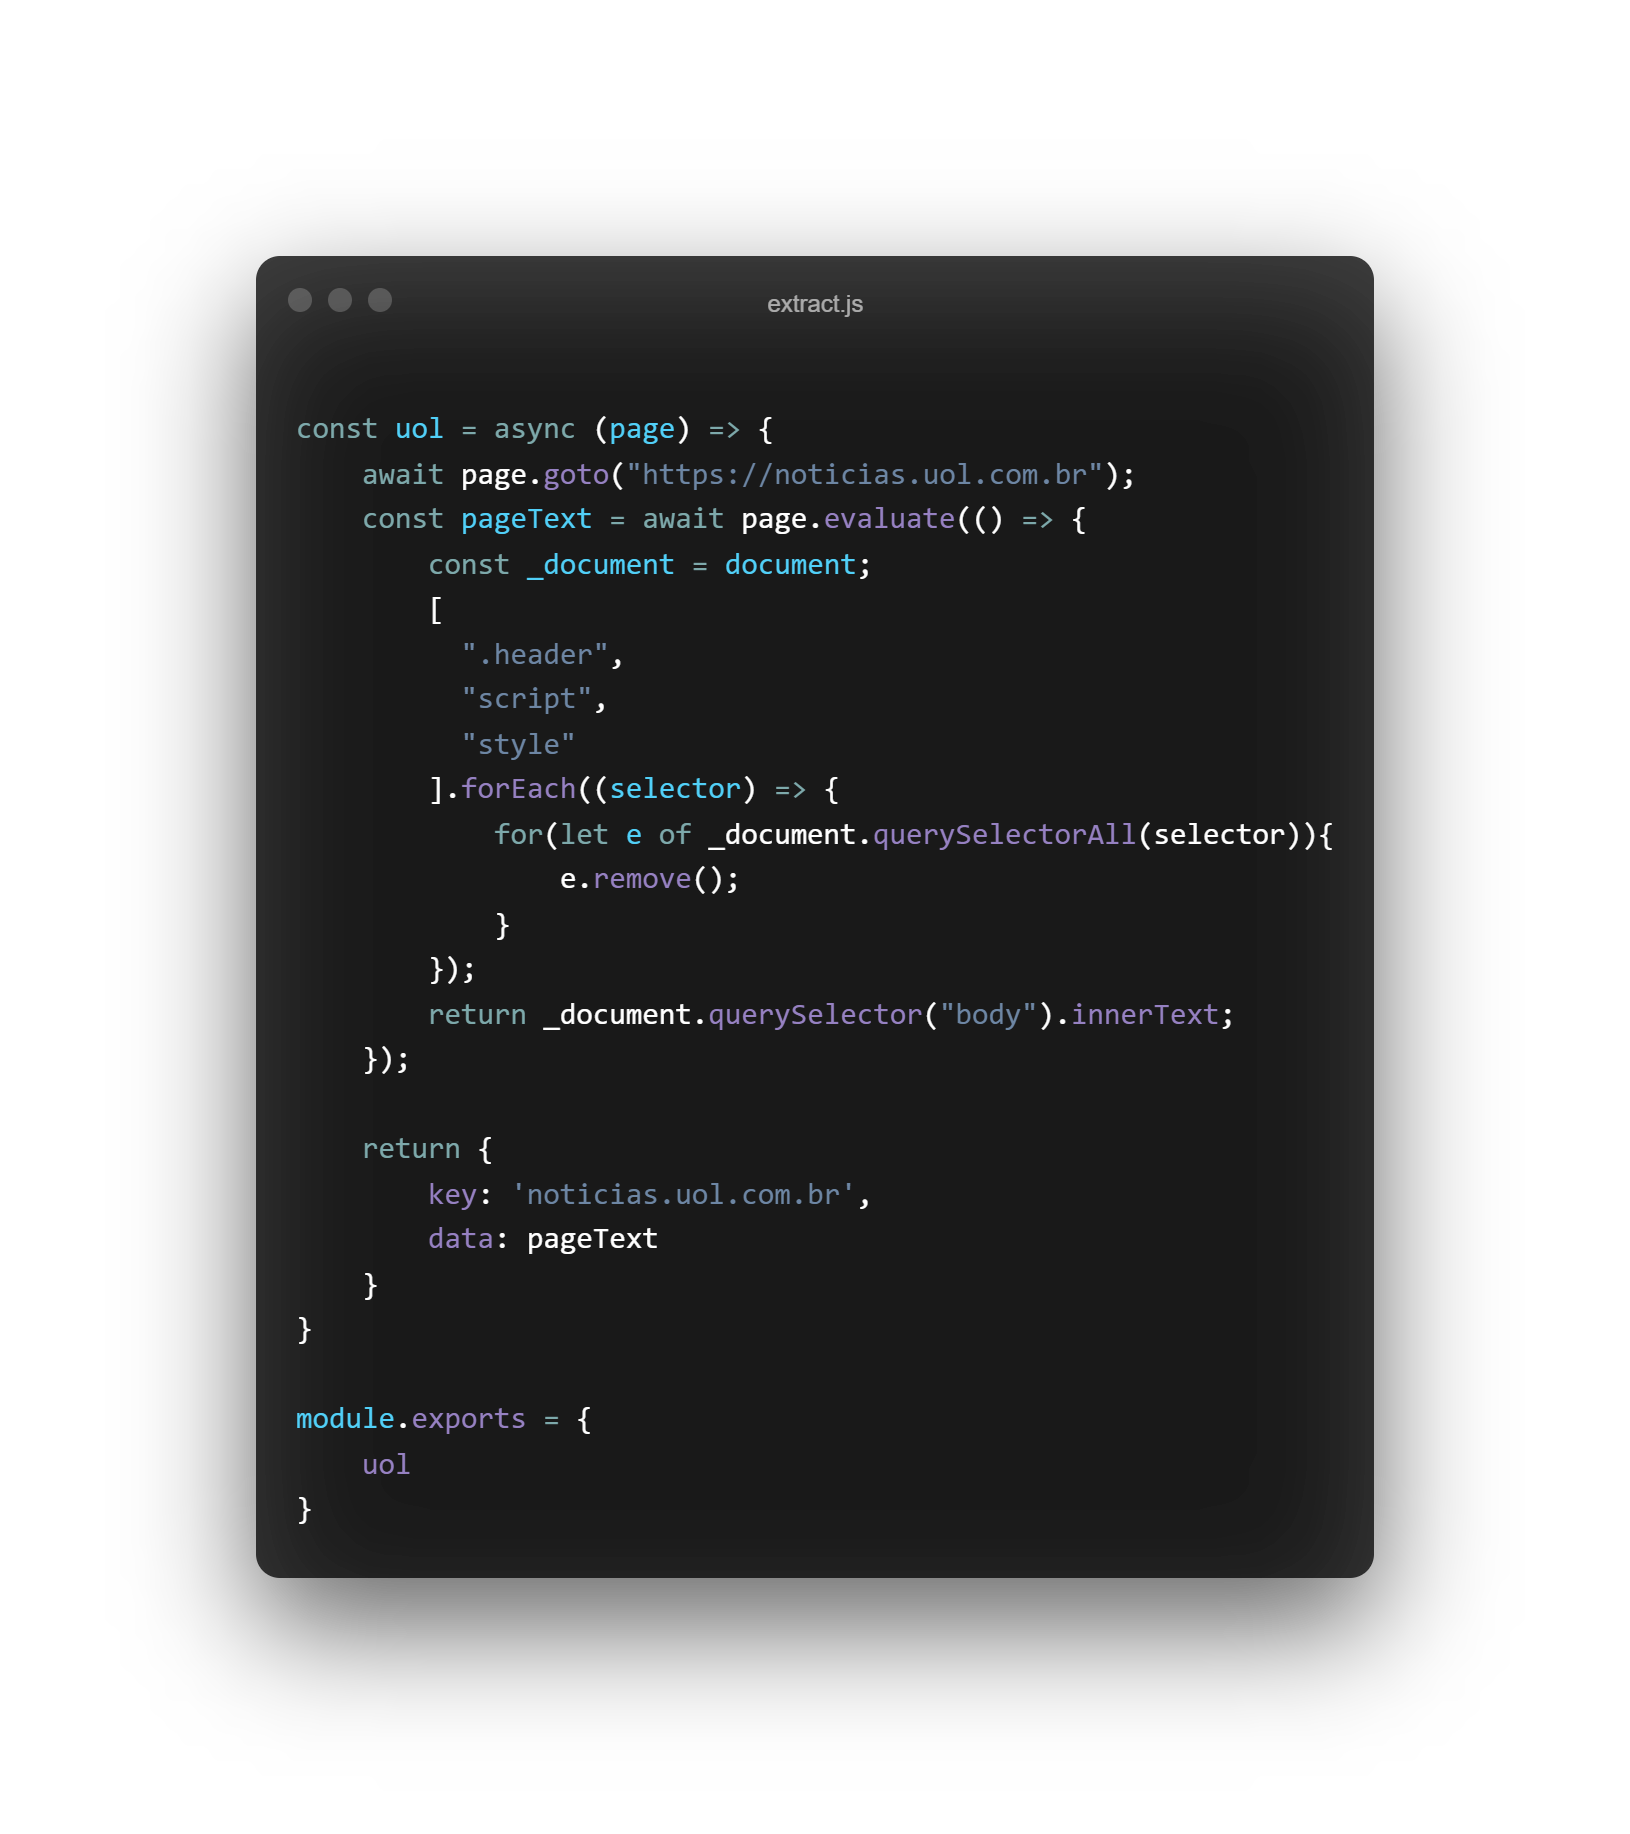 extract.js
const uol = async (page) => {
    await page.goto("https://noticias.uol.com.br");
    const pageText = await page.evaluate(() => {
        const _document = document;
        [
          ".header",
          "script",
          "style"
        ].forEach((selector) => {
            for(let e of _document.querySelectorAll(selector)){
                e.remove();
            }
        });
        return _document.querySelector("body").innerText;
    });

    return {
        key: 'noticias.uol.com.br',
        data: pageText
    }
}

module.exports = {
    uol
}